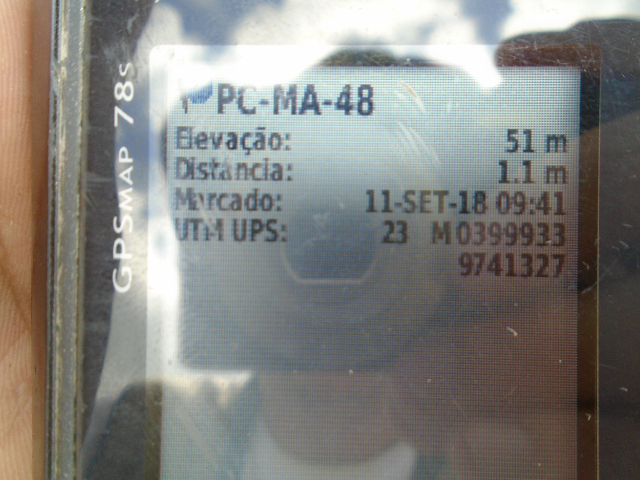 GPSMAP 78s
PC-MA-48
Elevação: 51 m
Distância: 1.1 m
Marcado: 11-SET-18 09:41
UTM UPS: 23 M 0399933
9741327